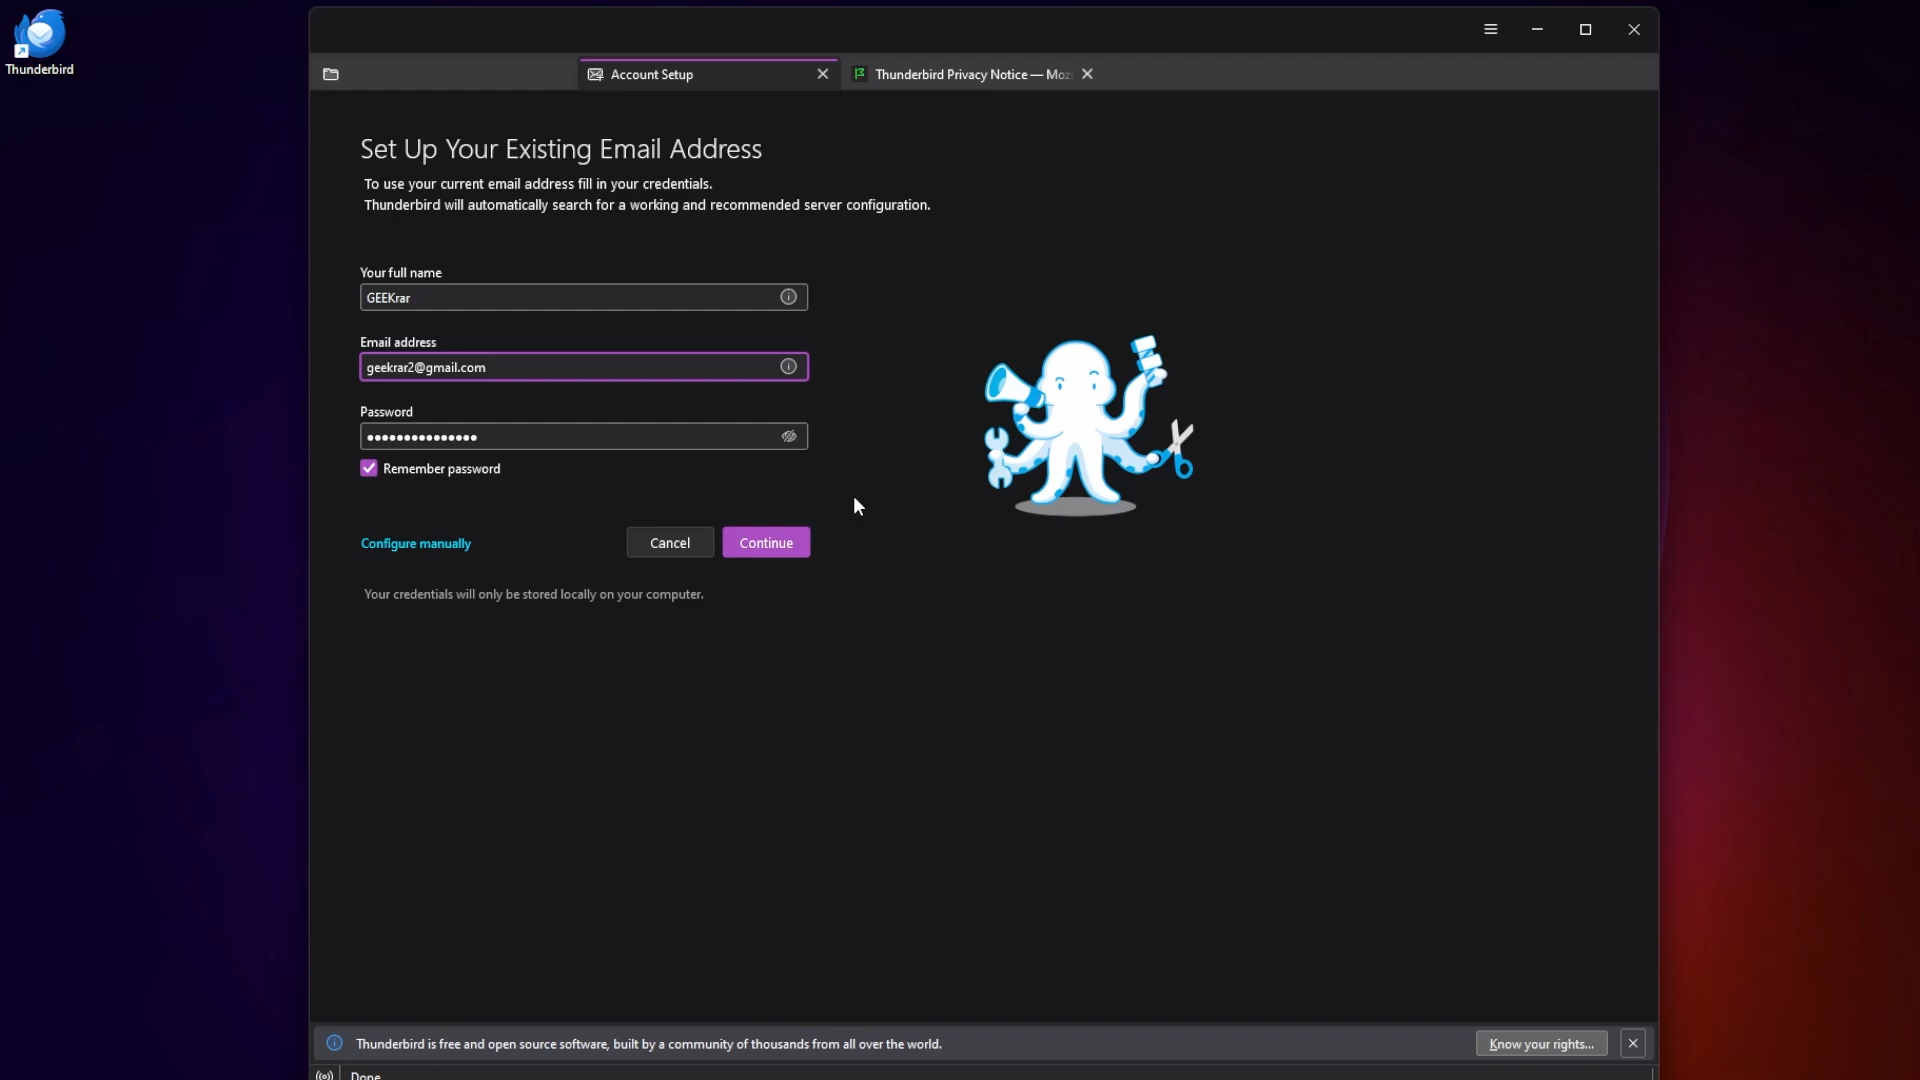 Thunderbird
Account Setup
Thunderbird Privacy Notice — Moz
Set Up Your Existing Email Address
To use your current email address fill in your credentials.
Thunderbird will automatically search for a working and recommended server configuration.
Your full name
GEEKrar
Email address
geekrar2@gmail.com
Password
•••••••••••••••
Remember password
Configure manually
Cancel
Continue
Your credentials will only be stored locally on your computer.
Thunderbird is free and open source software, built by a community of thousands from all over the world.
Know your rights...
Done